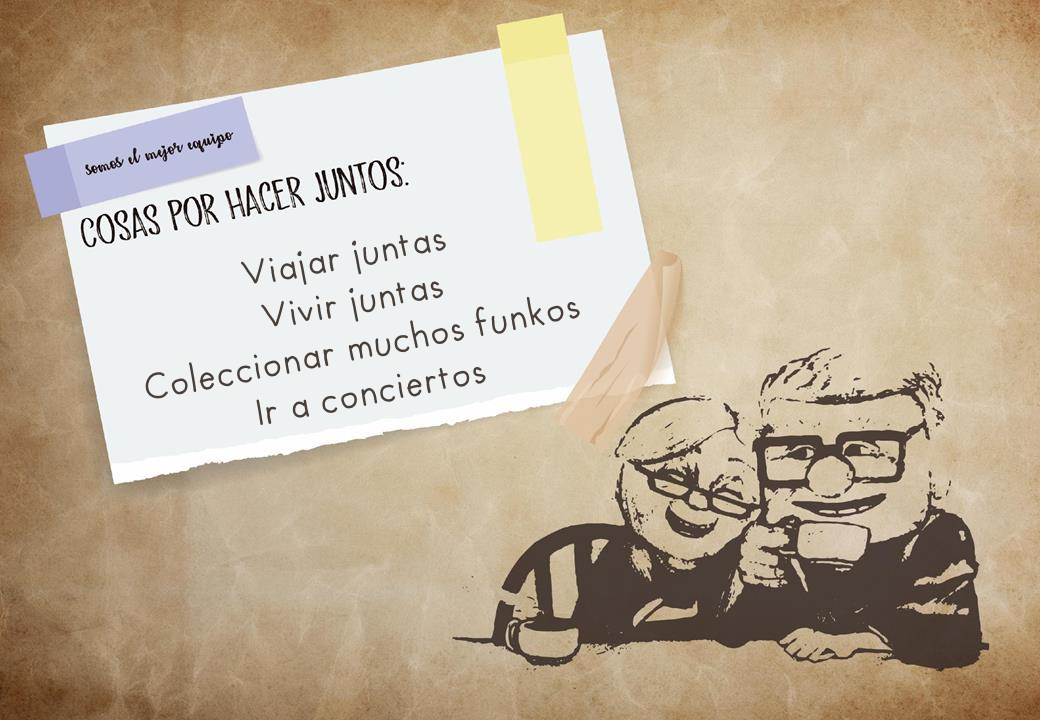 somos el mejor equipo
COSAS POR HACER JUNTOS:
Viajar juntas
Vivir juntas
Coleccionar muchos funkos
Ir a conciertos